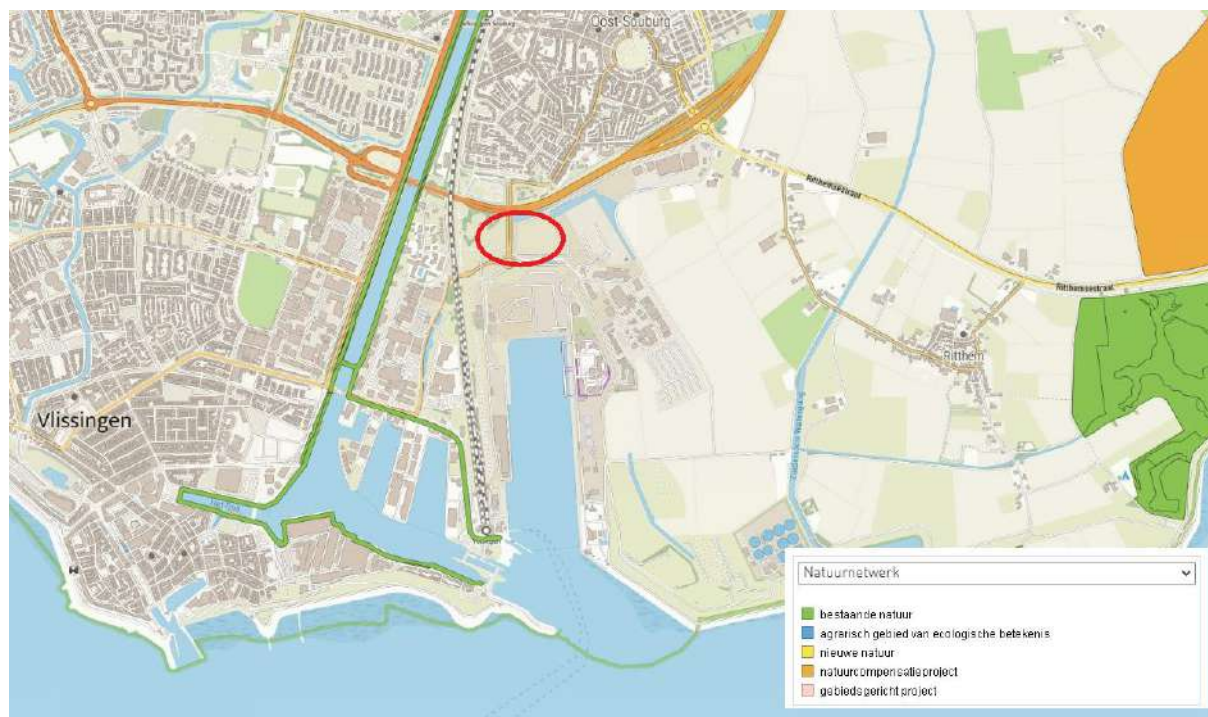 Oost-Souburg
Ritthemsestraat
Ritthemsestraat
Ritthem
Vlissingen
Natuurnetwerk
bestaande natuur
agrarisch gebied van ecologische betekenis
nieuwe natuur
natuurcompensatieproject
gebiedsgericht project